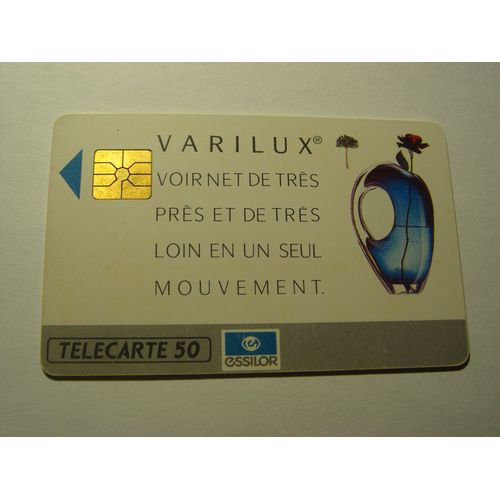 VARILUX®
VOIR NET DE TRÈS
PRÈS ET DE TRÈS
LOIN EN UN SEUL
MOUVEMENT.
TELECARTE 50
essilor